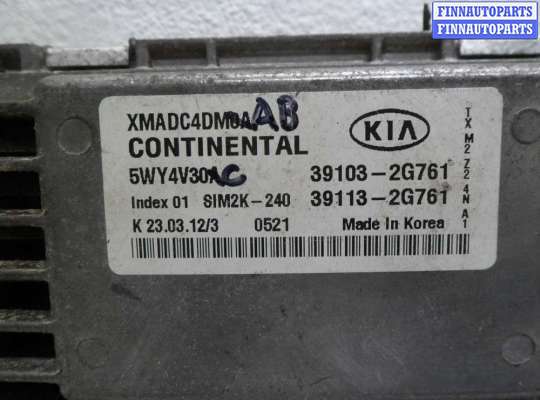 FINNAUTOPARTS
FINNAUTOPARTS
FINNAUTOPARTS
XMADC4DM0A AB
KIA
CONTINENTAL
5WY4V30 C 39103-2G761
Index 01 SIM2K-240 39113-2G761
K 23.03.12/3 0521 Made in Korea
TX M2 Z2 4N A1